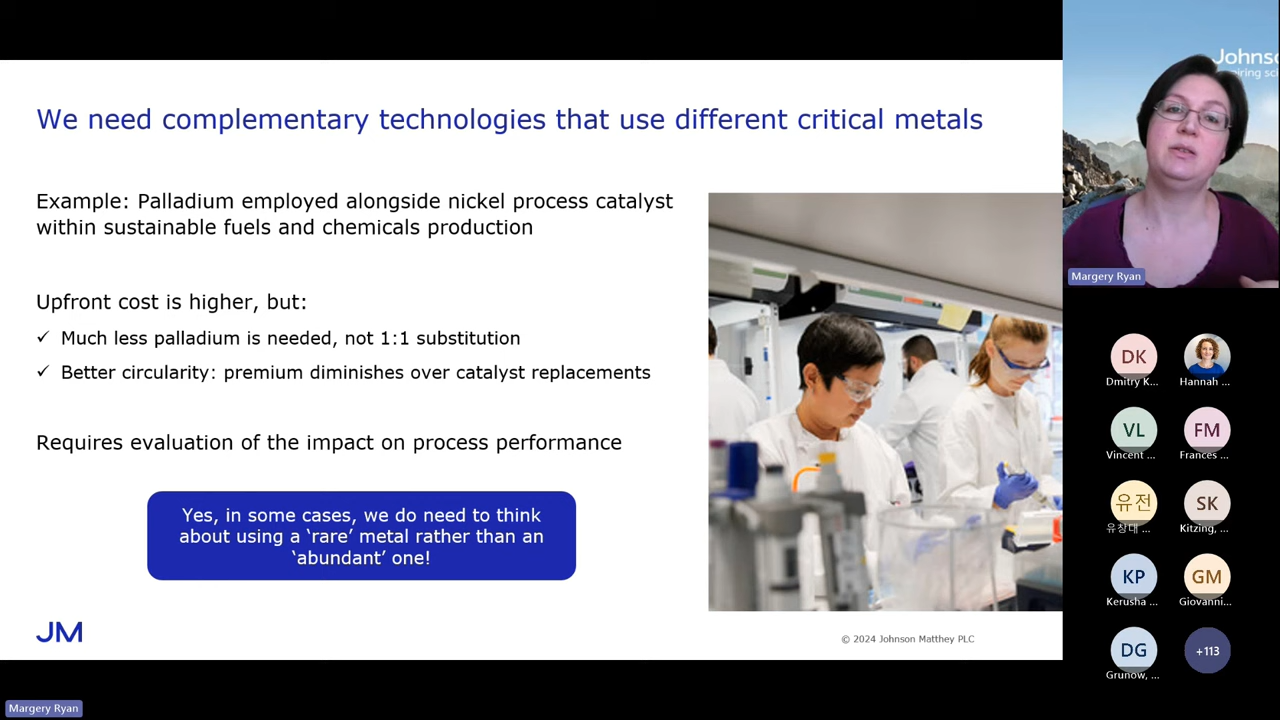 We need complementary technologies that use different critical metals
Example: Palladium employed alongside nickel process catalyst
within sustainable fuels and chemicals production
Upfront cost is higher, but:
✓ Much less palladium is needed, not 1:1 substitution
✓ Better circularity: premium diminishes over catalyst replacements
Requires evaluation of the impact on process performance
Yes, in some cases, we do need to think
about using a ‘rare’ metal rather than an
‘abundant’ one!
JM
© 2024 Johnson Matthey PLC
Johns
piring sci
Margery Ryan
DK
Dmitry K...
Hannah ...
VL
Vincent ...
FM
Frances ...
유전
유창대 ...
SK
Kitzing, ...
KP
Kerusha ...
GM
Giovanni...
DG
Grunow, ...
+113
Margery Ryan